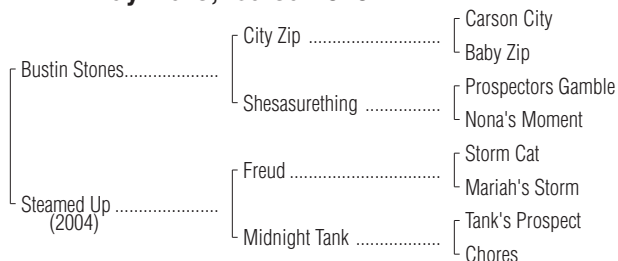 Carson City
City Zip ................................
Baby Zip
Bustin Stones.....................
Prospectors Gamble
Shesasurething ..................
Nona's Moment
Storm Cat
Freud .....................................
Mariah's Storm
Steamed Up .........................
(2004)
Tank's Prospect
Midnight Tank ....................
Chores